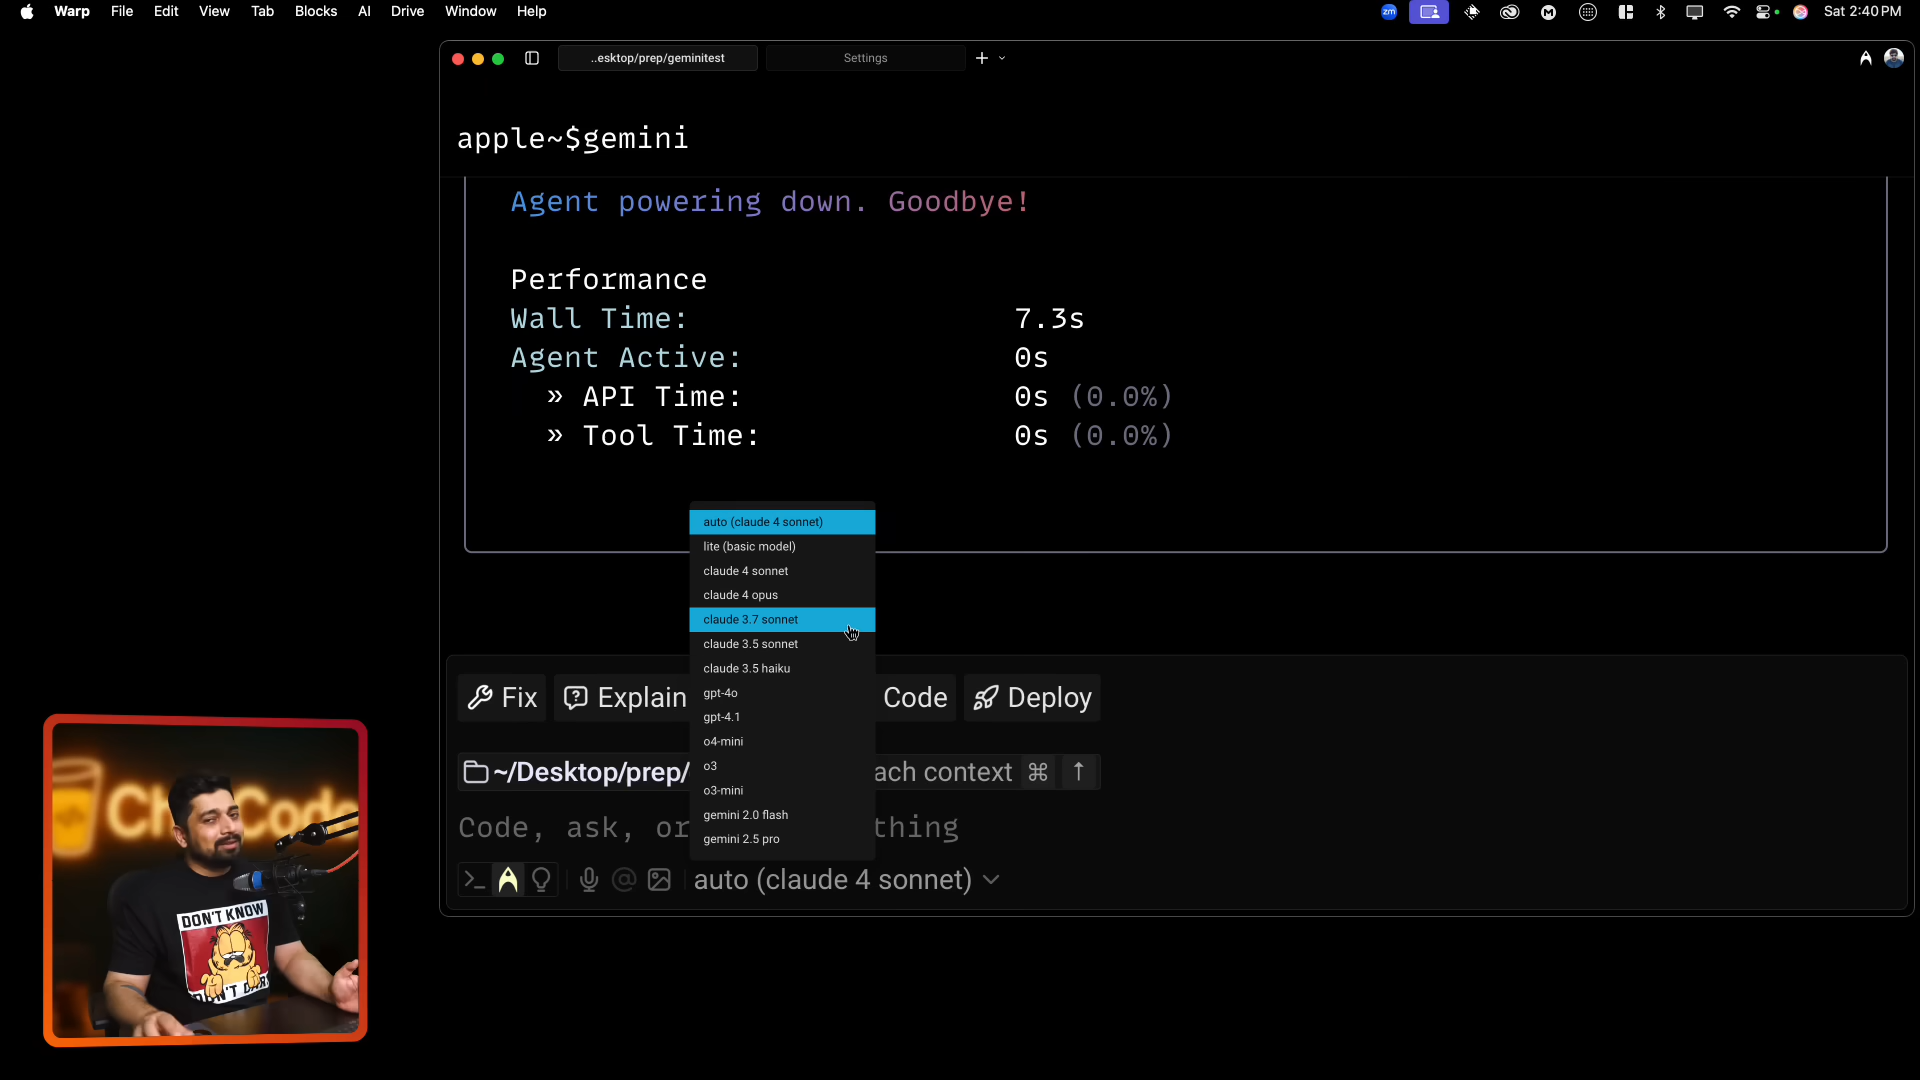 Warp File Edit View Tab Blocks AI Drive Window Help
zm
Sat 2:40 PM
..esktop/prep/geminitest
Settings
apple~$gemini
Agent powering down. Goodbye!
Performance
Wall Time: 7.3s
Agent Active: 0s
» API Time: 0s (0.0%)
» Tool Time: 0s (0.0%)
auto (claude 4 sonnet)
lite (basic model)
claude 4 sonnet
claude 4 opus
claude 3.7 sonnet
claude 3.5 sonnet
claude 3.5 haiku
gpt-4o
gpt-4.1
o4-mini
o3
o3-mini
gemini 2.0 flash
gemini 2.5 pro
Fix Explain Code Deploy
~/Desktop/prep/ ach context ⌘ ↑
Code, ask, or thing
auto (claude 4 sonnet)
DON'T KNOW